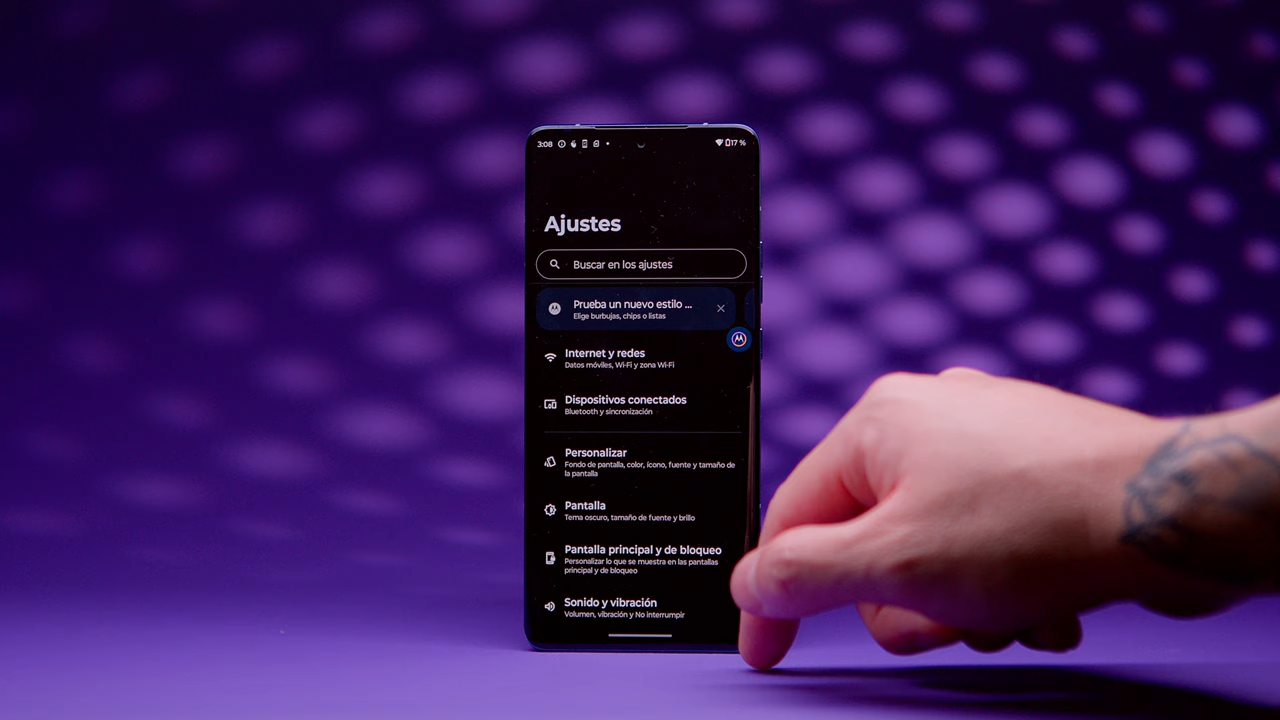 3:08
17 %
Ajustes
Buscar en los ajustes
Prueba un nuevo estilo ...
Elige burbujas, chips o listas
Internet y redes
Datos móviles, Wi-Fi y zona Wi-Fi
Dispositivos conectados
Bluetooth y sincronización
Personalizar
Fondo de pantalla, color, ícono, fuente y tamaño de
la pantalla
Pantalla
Tema oscuro, tamaño de fuente y brillo
Pantalla principal y de bloqueo
Personalizar lo que se muestra en las pantallas
principal y de bloqueo
Sonido y vibración
Volumen, vibración y No interrumpir